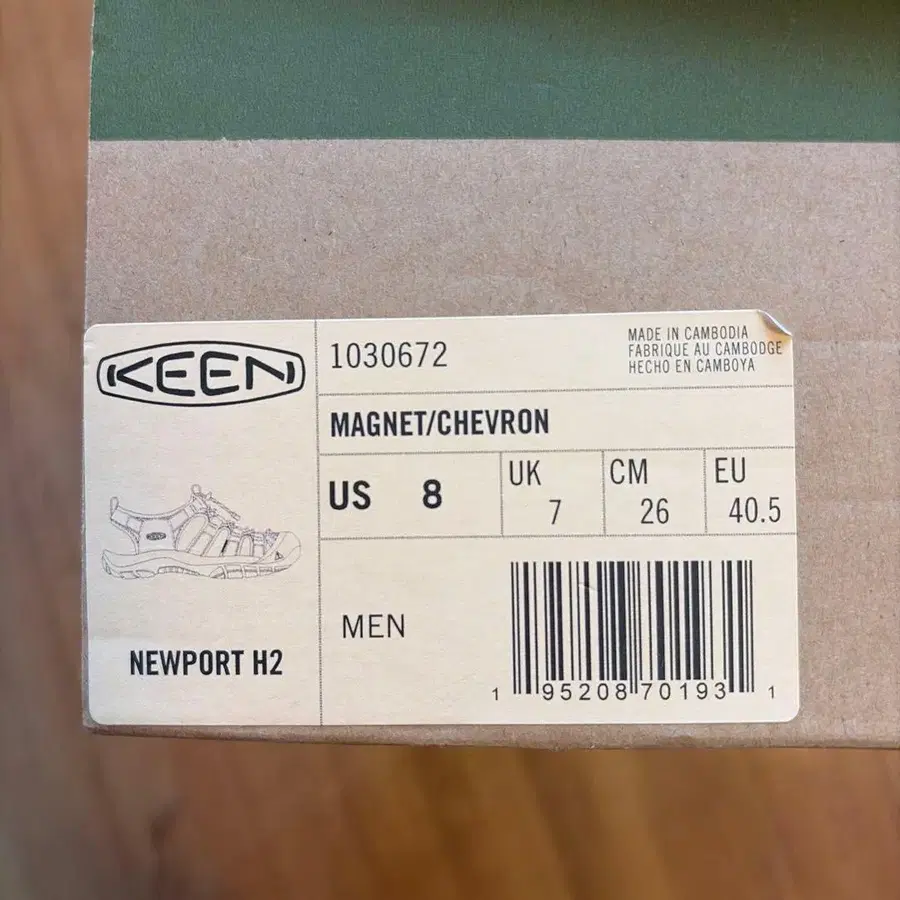 KEEN
1030672
MADE IN CAMBODIA
FABRIQUE AU CAMBODGE
HECHO EN CAMBOYA
MAGNET/CHEVRON
US 8
UK 7
CM 26
EU 40.5
KEEN
NEWPORT H2
MEN
1 95208 70193 1